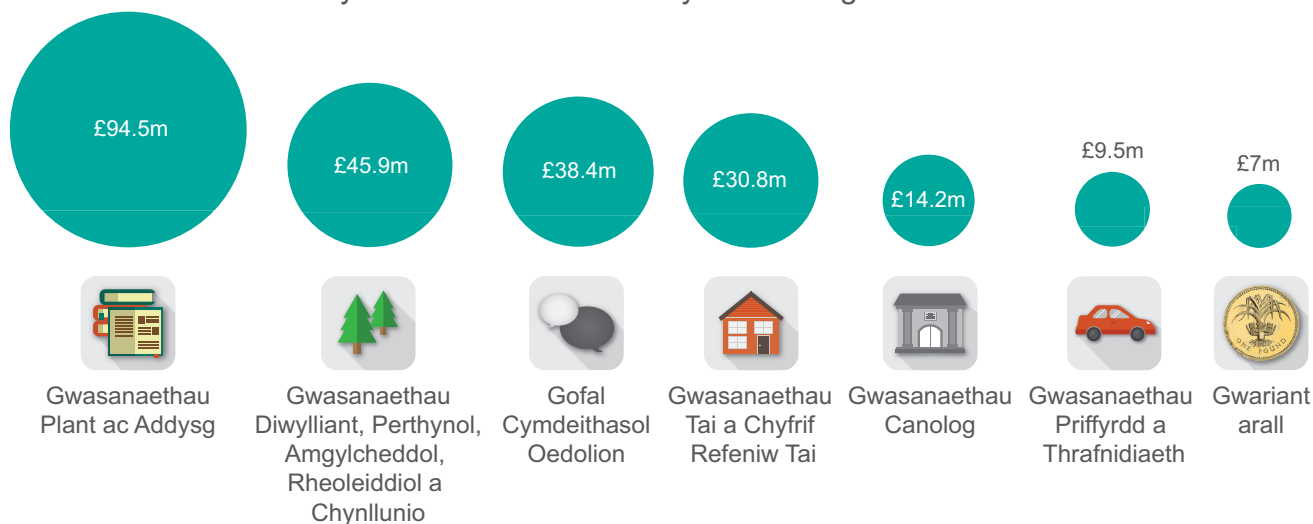 £94.5m
£45.9m
£38.4m
£30.8m
£14.2m
£9.5m
£7m
ONE POUND
Gwasanaethau
Plant ac Addysg
Gwasanaethau
Diwylliant, Perthynol,
Amgylcheddol,
Rheoleiddiol a
Chynllunio
Gofal
Cymdeithasol
Oedolion
Gwasanaethau
Tai a Chyfrif
Refeniw Tai
Gwasanaethau
Canolog
Gwasanaethau
Priffyrdd a
Thrafnidiaeth
Gwariant
arall